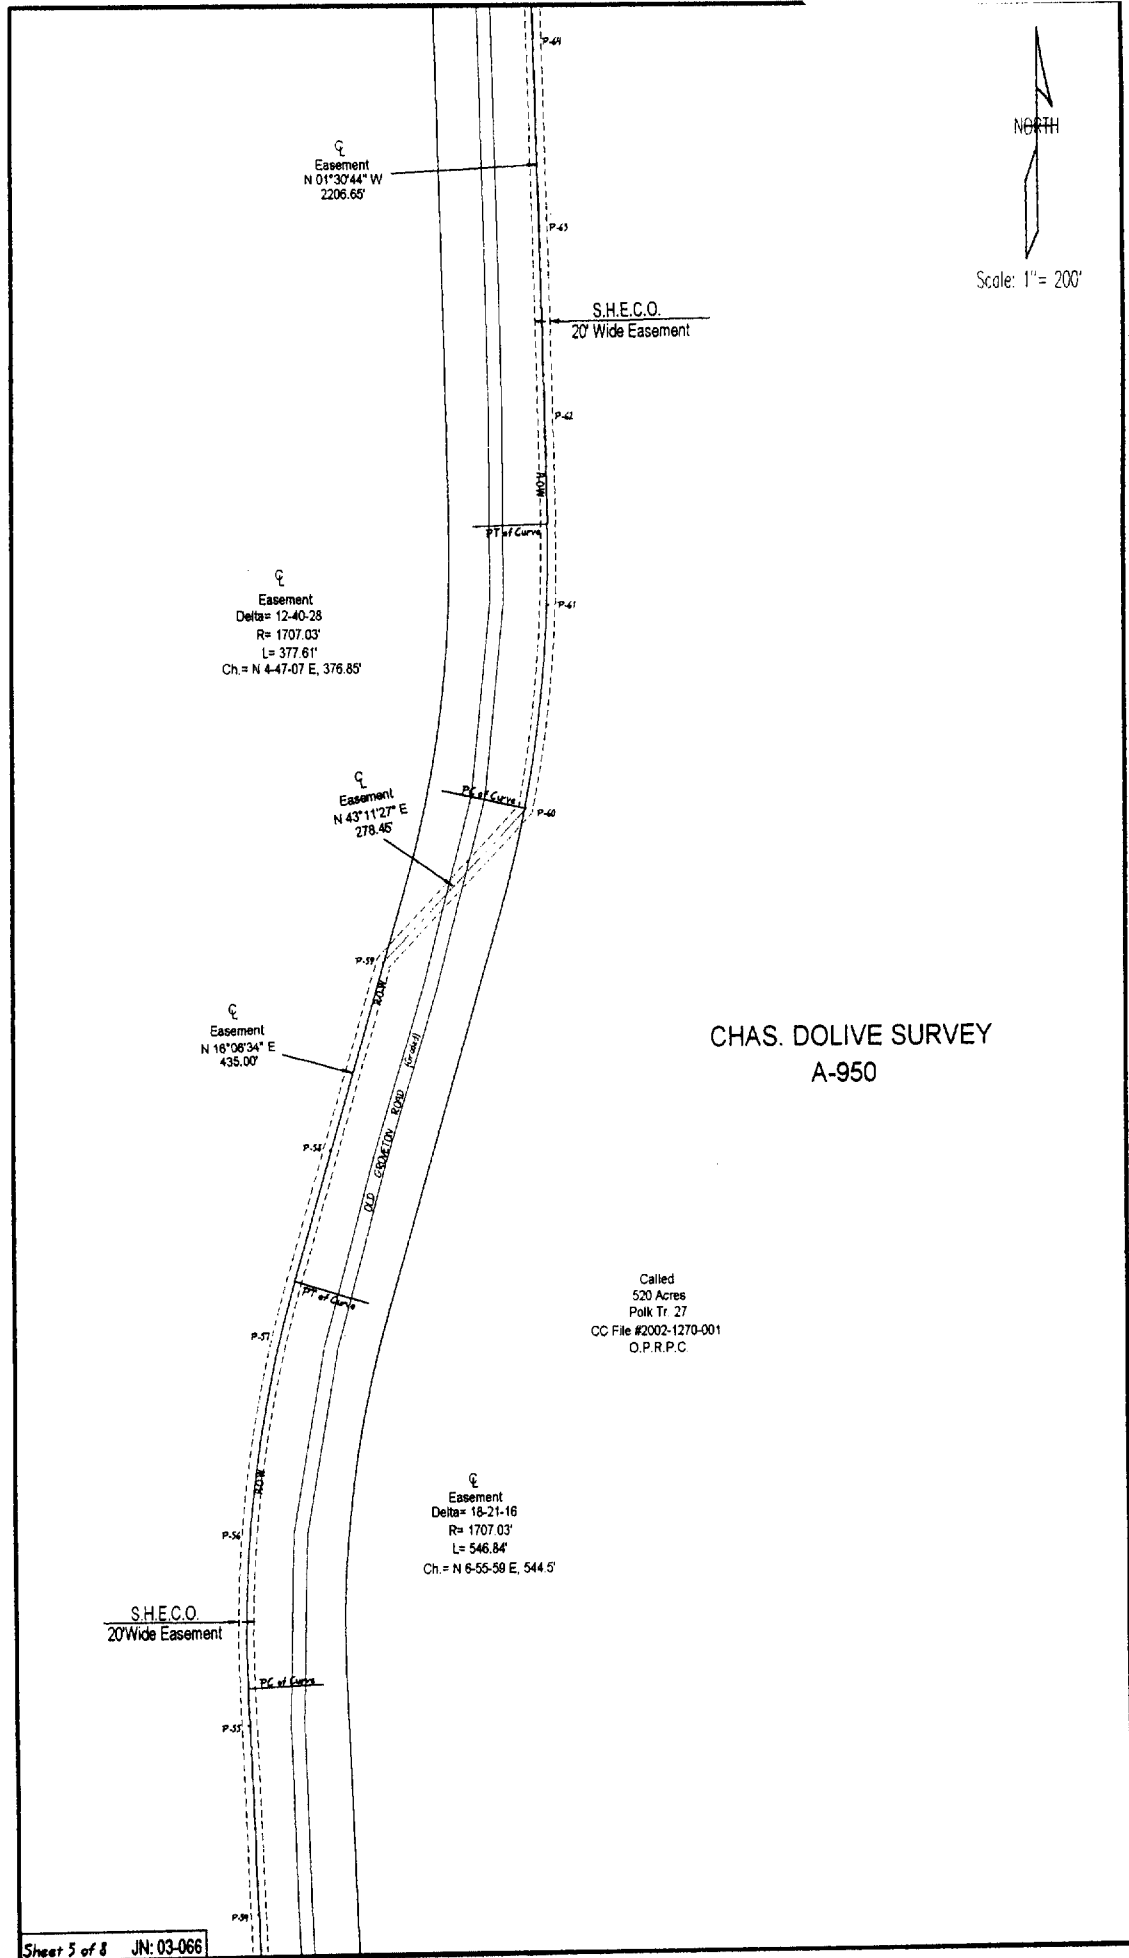 P-64
NORTH
Scale: 1"= 200'
℄
Easement
N 01°30'44" W
2206.65'
P-63
S.H.E.C.O.
20' Wide Easement
P-62
R.O.W.
PT of Curve
℄
Easement
Delta= 12-40-28
R= 1707.03'
L= 377.61'
Ch.= N 4-47-07 E, 376.85'
P-61
℄
Easement
N 43°11'27" E
278.45'
PC of Curve
P-60
P-59
R.O.W.
℄
Easement
N 16°06'34" E
435.00'
OLD GROVETON ROAD (Graded)
CHAS. DOLIVE SURVEY
A-950
P-58
PT of Curve
P-57
Called
520 Acres
Polk Tr. 27
CC File #2002-1270-001
O.P.R.P.C.
R.O.W.
℄
Easement
Delta= 18-21-16
R= 1707.03'
L= 546.84'
Ch.= N 6-55-59 E, 544.5'
P-56
S.H.E.C.O.
20'Wide Easement
PC of Curve
P-55
P-54
Sheet 5 of 8 JN: 03-066